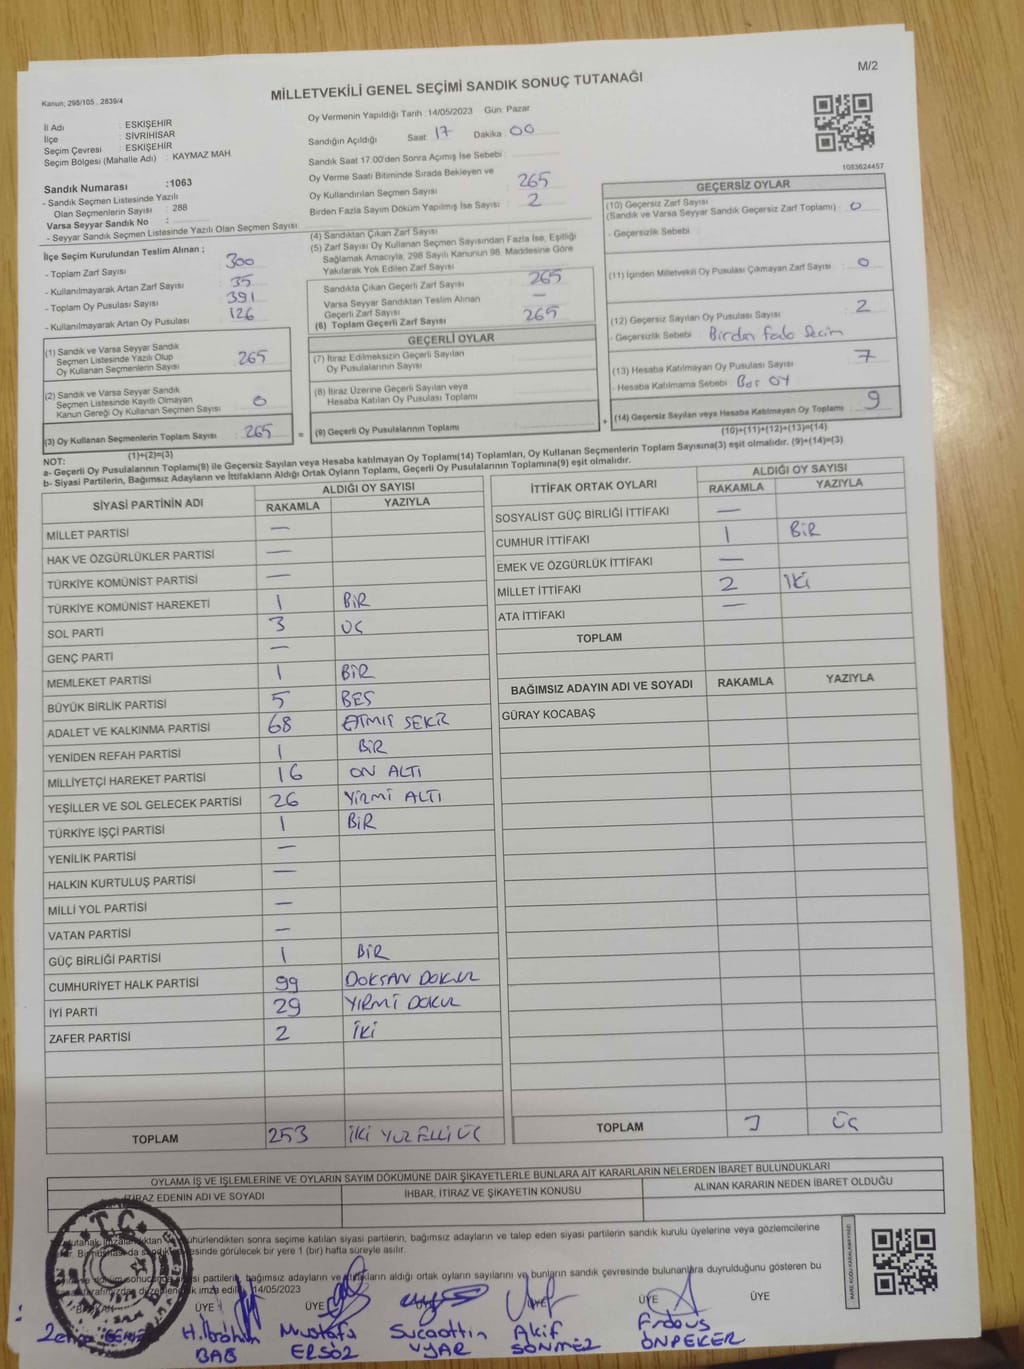 M/2
MİLLETVEKİLİ GENEL SEÇİMİ SANDIK SONUÇ TUTANAĞI
Kanun; 298/105 , 2839/4
İl Adı : ESKİŞEHİR
İlçe : SİVRİHİSAR
Seçim Çevresi : ESKİŞEHİR
Seçim Bölgesi (Mahalle Adı) : KAYMAZ MAH
Sandık Numarası :1063
- Sandık Seçmen Listesinde Yazılı
Olan Seçmenlerin Sayısı : 288
Varsa Seyyar Sandık No :
- Seyyar Sandık Seçmen Listesinde Yazılı Olan Seçmen Sayısı
İlçe Seçim Kurulundan Teslim Alınan ;
- Toplam Zarf Sayısı 300
- Kullanılmayarak Artan Zarf Sayısı 35
- Toplam Oy Pusulası Sayısı 391
- Kullanılmayarak Artan Oy Pusulası 126
(1) Sandık ve Varsa Seyyar Sandık
Seçmen Listesinde Yazılı Olup
Oy Kullanan Seçmenlerin Sayısı : 265
(2) Sandık ve Varsa Seyyar Sandık
Seçmen Listesinde Kayıtlı Olmayan
Kanun Gereği Oy Kullanan Seçmen Sayısı : 0
(3) Oy Kullanan Seçmenlerin Toplam Sayısı : 265
(1)+(2)=(3)
Oy Vermenin Yapıldığı Tarih :14/05/2023 Gün: Pazar
Sandığın Açıldığı Saat :17 Dakika :00
Sandık Saat 17:00'den Sonra Açımış İse Sebebi :
Oy Verme Saati Bitiminde Sırada Bekleyen ve
Oy Kullandırılan Seçmen Sayısı : 265
Birden Fazla Sayım Döküm Yapılmış İse Sayısı : 2
(4) Sandıktan Çıkan Zarf Sayısı
(5) Zarf Sayısı Oy Kullanan Seçmen Sayısından Fazla İse, Eşitliği
Sağlamak Amacıyla, 298 Sayılı Kanunun 98. Maddesine Göre
Yakılarak Yok Edilen Zarf Sayısı :
Sandıkta Çıkan Geçerli Zarf Sayısı : 265
Varsa Seyyar Sandıktan Teslim Alınan
Geçerli Zarf Sayısı : —
(6) Toplam Geçerli Zarf Sayısı : 265
GEÇERLİ OYLAR
(7) İtiraz Edilmeksizin Geçerli Sayılan
Oy Pusulalarının Sayısı :
(8) İtiraz Üzerine Geçerli Sayılan veya
Hesaba Katılan Oy Pusulası Toplamı :
= (9) Geçerli Oy Pusulalarının Toplamı :
1083624457
GEÇERSİZ OYLAR
(10) Geçersiz Zarf Sayısı
(Sandık ve Varsa Seyyar Sandık Geçersiz Zarf Toplamı) : 0
- Geçersizlik Sebebi :
(11) İçinden Milletvekili Oy Pusulası Çıkmayan Zarf Sayısı : 0
(12) Geçersiz Sayılan Oy Pusulası Sayısı : 2
- Geçersizlik Sebebi : Birden fazla Secim
(13) Hesaba Katılmayan Oy Pusulası Sayısı : 7
- Hesaba Katılmama Sebebi : Boş OY
+ (14) Geçersiz Sayılan veya Hesaba Katılmayan Oy Toplamı : 9
(10)+(11)+(12)+(13)=(14)
NOT:
a- Geçerli Oy Pusulalarının Toplamı(9) ile Geçersiz Sayılan veya Hesaba katılmayan Oy Toplamı(14) Toplamları, Oy Kullanan Seçmenlerin Toplam Sayısına(3) eşit olmalıdır. (9)+(14)=(3)
b- Siyasi Partilerin, Bağımsız Adayların ve İttifakların Aldığı Ortak Oyların Toplamı, Geçerli Oy Pusulalarının Toplamına(9) eşit olmalıdır.
SİYASİ PARTİNİN ADI ALDIĞI OY SAYISI
RAKAMLA YAZIYLA
MİLLET PARTİSİ —
HAK VE ÖZGÜRLÜKLER PARTİSİ —
TÜRKİYE KOMÜNİST PARTİSİ —
TÜRKİYE KOMÜNİST HAREKETİ 1 BİR
SOL PARTİ 3 ÜÇ
GENÇ PARTİ —
MEMLEKET PARTİSİ 1 BİR
BÜYÜK BİRLİK PARTİSİ 5 BEŞ
ADALET VE KALKINMA PARTİSİ 68 ATMIŞ SEKİZ
YENİDEN REFAH PARTİSİ 1 BİR
MİLLİYETÇİ HAREKET PARTİSİ 16 ON ALTI
YEŞİLLER VE SOL GELECEK PARTİSİ 26 YİRMİ ALTI
TÜRKİYE İŞÇİ PARTİSİ 1 BİR
YENİLİK PARTİSİ —
HALKIN KURTULUŞ PARTİSİ —
MİLLİ YOL PARTİSİ —
VATAN PARTİSİ —
GÜÇ BİRLİĞİ PARTİSİ 1 BİR
CUMHURİYET HALK PARTİSİ 99 DOKSAN DOKUZ
İYİ PARTİ 29 YIRMI DOKUZ
ZAFER PARTİSİ 2 İKİ
TOPLAM 253 İKİ YÜZ ELLİ ÜÇ
İTTİFAK ORTAK OYLARI ALDIĞI OY SAYISI
RAKAMLA YAZIYLA
SOSYALİST GÜÇ BİRLİĞİ İTTİFAKI —
CUMHUR İTTİFAKI 1 BİR
EMEK VE ÖZGÜRLÜK İTTİFAKI —
MİLLET İTTİFAKI 2 İKİ
ATA İTTİFAKI —
TOPLAM
BAĞIMSIZ ADAYIN ADI VE SOYADI RAKAMLA YAZIYLA
GÜRAY KOCABAŞ
TOPLAM 3 ÜÇ
OYLAMA İŞ VE İŞLEMLERİNE VE OYLARIN SAYIM DÖKÜMÜNE DAİR ŞİKAYETLERLE BUNLARA AİT KARARLARIN NELERDEN İBARET BULUNDUKLARI
İTİRAZ EDENİN ADI VE SOYADI İHBAR, İTİRAZ VE ŞİKAYETİN KONUSU ALINAN KARARIN NEDEN İBARET OLDUĞU
mühürlendikten sonra seçime katılan siyasi partilerin, bağımsız adayların ve talep eden siyasi partilerin sandık kurulu üyelerine veya gözlemcilerine
görülecek bir yere 1 (bir) hafta süreyle asılır.
siyasi partilerin, bağımsız adayların ve ittifakların aldığı ortak oyların sayılarını ve bunların sandık çevresinde bulunanlara duyrulduğunu gösteren bu
imza edildi. 14/05/2023
ÜYE ÜYE ÜYE ÜYE ÜYE
T.C.
H.İbrahim BAĞ
Mustafa ERSÖZ
Sucaattin UYAR
Akif SÖNMEZ
Firdevs ÖNPEKER